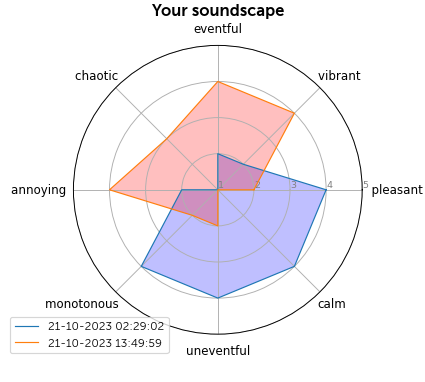 Your soundscape
eventful
chaotic
vibrant
annoying
1
2
3
4
5
pleasant
monotonous
calm
uneventful
21-10-2023 02:29:02
21-10-2023 13:49:59